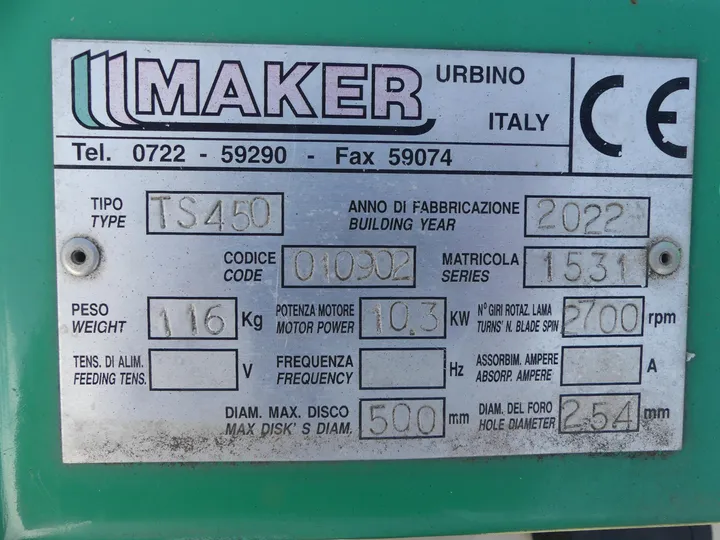 MAKER URBINO
ITALY
CE
Tel. 0722 - 59290 - Fax 59074
TIPO TS450 ANNO DI FABBRICAZIONE 2022
TYPE BUILDING YEAR
CODICE 010902 MATRICOLA 1531
CODE SERIES
PESO 116 Kg POTENZA MOTORE 10.3 KW N° GIRI ROTAZ. LAMA 2700 rpm
WEIGHT MOTOR POWER TURNS' N. BLADE SPIN
TENS. DI ALIM. V FREQUENZA Hz ASSORBIM. AMPERE A
FEEDING TENS. FREQUENCY ABSORP. AMPERE
DIAM. MAX. DISCO 500 mm DIAM. DEL FORO 254 mm
MAX DISK' S DIAM. HOLE DIAMETER